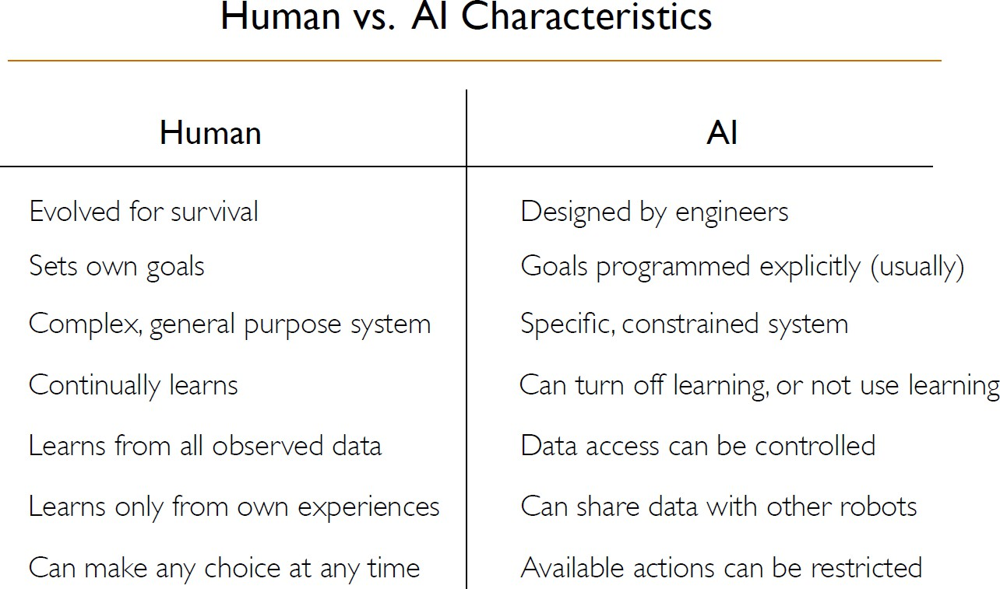 Human vs. AI Characteristics
Human AI
Evolved for survival Designed by engineers
Sets own goals Goals programmed explicitly (usually)
Complex, general purpose system Specific, constrained system
Continually learns Can turn off learning, or not use learning
Learns from all observed data Data access can be controlled
Learns only from own experiences Can share data with other robots
Can make any choice at any time Available actions can be restricted